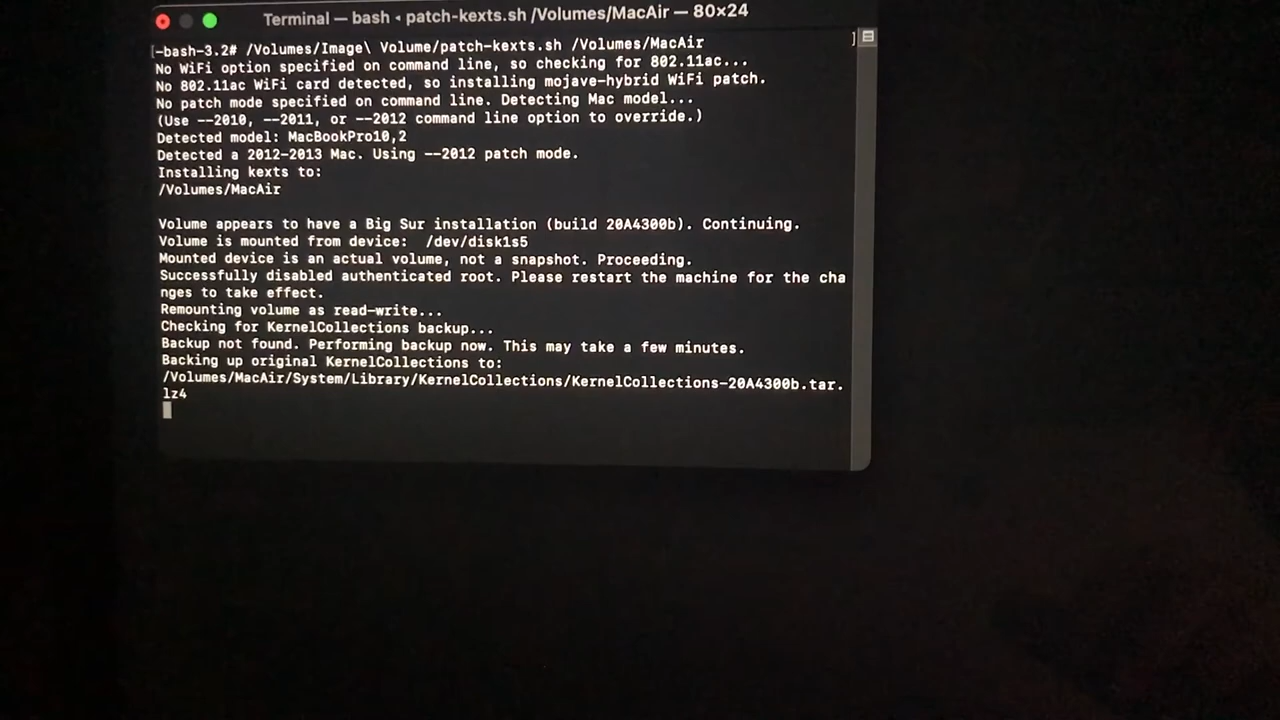 Terminal — bash ◂ patch-kexts.sh /Volumes/MacAir — 80×24
[-bash-3.2# /Volumes/Image\ Volume/patch-kexts.sh /Volumes/MacAir ]
No WiFi option specified on command line, so checking for 802.11ac...
No 802.11ac WiFi card detected, so installing mojave-hybrid WiFi patch.
No patch mode specified on command line. Detecting Mac model...
(Use --2010, --2011, or --2012 command line option to override.)
Detected model: MacBookPro10,2
Detected a 2012-2013 Mac. Using --2012 patch mode.
Installing kexts to:
/Volumes/MacAir
Volume appears to have a Big Sur installation (build 20A4300b). Continuing.
Volume is mounted from device:  /dev/disk1s5
Mounted device is an actual volume, not a snapshot. Proceeding.
Successfully disabled authenticated root. Please restart the machine for the cha
nges to take effect.
Remounting volume as read-write...
Checking for KernelCollections backup...
Backup not found. Performing backup now. This may take a few minutes.
Backing up original KernelCollections to:
/Volumes/MacAir/System/Library/KernelCollections/KernelCollections-20A4300b.tar.
lz4